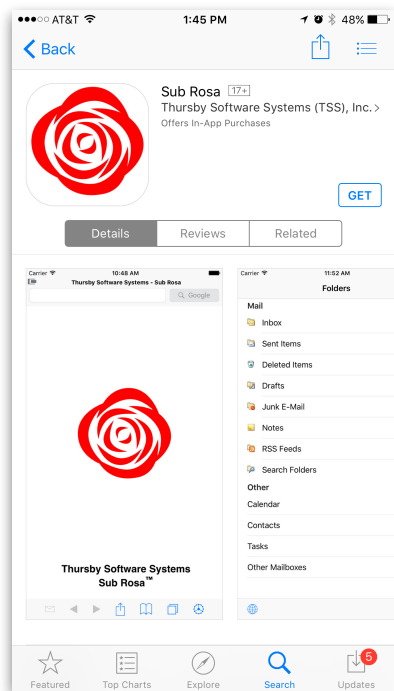 AT&T 1:45 PM 48%
Back
Sub Rosa 17+
Thursby Software Systems (TSS), Inc. >
Offers In-App Purchases
GET
Details Reviews Related
Carrier 10:48 AM
Thursby Software Systems - Sub Rosa
Google
Thursby Software Systems
Sub Rosa™
Carrier 11:52 AM
Folders
Mail
Inbox
Sent Items
Deleted Items
Drafts
Junk E-Mail
Notes
RSS Feeds
Search Folders
Other
Calendar
Contacts
Tasks
Other Mailboxes
5
Featured Top Charts Explore Search Updates